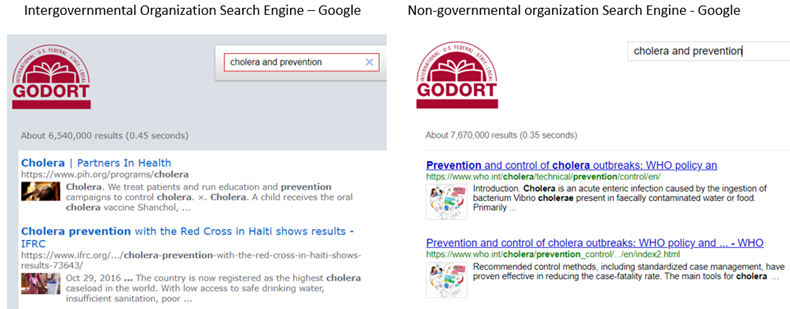 Intergovernmental Organization Search Engine – Google
INTERNATIONAL · U.S. FEDERAL · STATE · LOCAL
GODORT
cholera and prevention
About 6,540,000 results (0.45 seconds)
Cholera | Partners In Health
https://www.pih.org/programs/cholera
Cholera. We treat patients and run education and prevention
campaigns to control cholera. ×. Cholera. A child receives the oral
cholera vaccine Shanchol, ...
Cholera prevention with the Red Cross in Haiti shows results -
IFRC
https://www.ifrc.org/.../cholera-prevention-with-the-red-cross-in-haiti-shows-
results-73643/
Oct 29, 2016 ... The country is now registered as the highest cholera
caseload in the world. With low access to safe drinking water,
insufficient sanitation, poor ...
Non-governmental organization Search Engine - Google
INTERNATIONAL · U.S. FEDERAL · STATE · LOCAL
GODORT
cholera and prevention
About 7,670,000 results (0.35 seconds)
Prevention and control of cholera outbreaks: WHO policy an
https://www.who.int/cholera/technical/prevention/control/en/
Introduction. Cholera is an acute enteric infection caused by the ingestion of
bacterium Vibrio cholerae present in faecally contaminated water or food.
Primarily ...
Prevention and control of cholera outbreaks: WHO policy and ... - WHO
https://www.who.int/cholera/prevention_control/.../en/index2.html
Recommended control methods, including standardized case management, have
proven effective in reducing the case-fatality rate. The main tools for cholera ...